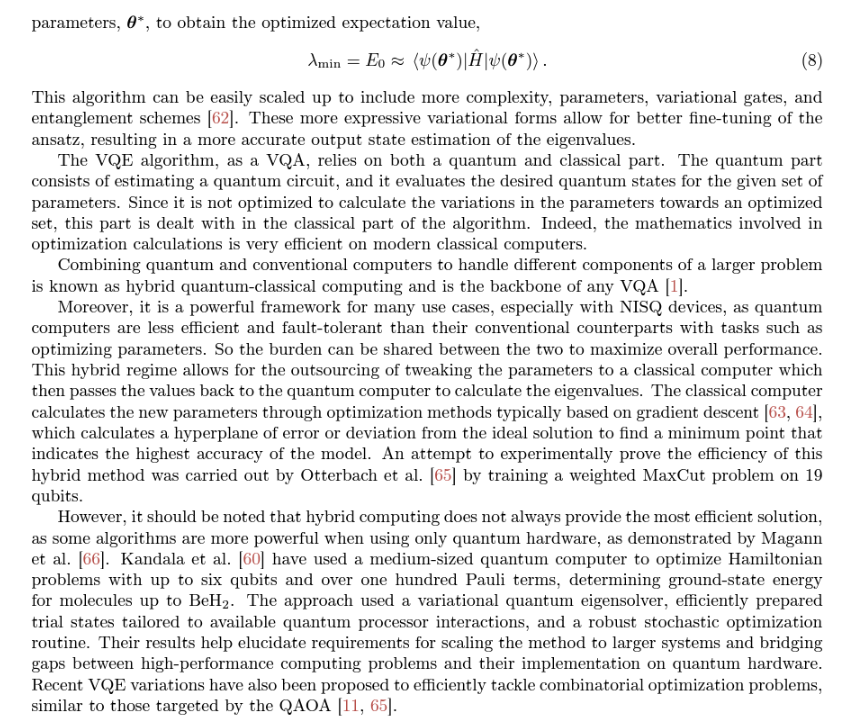 parameters, θ*, to obtain the optimized expectation value,
λmin = E0 ≈ ⟨ψ(θ*)|Ĥ|ψ(θ*)⟩ . (8)
This algorithm can be easily scaled up to include more complexity, parameters, variational gates, and
entanglement schemes [62]. These more expressive variational forms allow for better fine-tuning of the
ansatz, resulting in a more accurate output state estimation of the eigenvalues.
The VQE algorithm, as a VQA, relies on both a quantum and classical part. The quantum part
consists of estimating a quantum circuit, and it evaluates the desired quantum states for the given set of
parameters. Since it is not optimized to calculate the variations in the parameters towards an optimized
set, this part is dealt with in the classical part of the algorithm. Indeed, the mathematics involved in
optimization calculations is very efficient on modern classical computers.
Combining quantum and conventional computers to handle different components of a larger problem
is known as hybrid quantum-classical computing and is the backbone of any VQA [1].
Moreover, it is a powerful framework for many use cases, especially with NISQ devices, as quantum
computers are less efficient and fault-tolerant than their conventional counterparts with tasks such as
optimizing parameters. So the burden can be shared between the two to maximize overall performance.
This hybrid regime allows for the outsourcing of tweaking the parameters to a classical computer which
then passes the values back to the quantum computer to calculate the eigenvalues. The classical computer
calculates the new parameters through optimization methods typically based on gradient descent [63, 64],
which calculates a hyperplane of error or deviation from the ideal solution to find a minimum point that
indicates the highest accuracy of the model. An attempt to experimentally prove the efficiency of this
hybrid method was carried out by Otterbach et al. [65] by training a weighted MaxCut problem on 19
qubits.
However, it should be noted that hybrid computing does not always provide the most efficient solution,
as some algorithms are more powerful when using only quantum hardware, as demonstrated by Magann
et al. [66]. Kandala et al. [60] have used a medium-sized quantum computer to optimize Hamiltonian
problems with up to six qubits and over one hundred Pauli terms, determining ground-state energy
for molecules up to BeH₂. The approach used a variational quantum eigensolver, efficiently prepared
trial states tailored to available quantum processor interactions, and a robust stochastic optimization
routine. Their results help elucidate requirements for scaling the method to larger systems and bridging
gaps between high-performance computing problems and their implementation on quantum hardware.
Recent VQE variations have also been proposed to efficiently tackle combinatorial optimization problems,
similar to those targeted by the QAOA [11, 65].